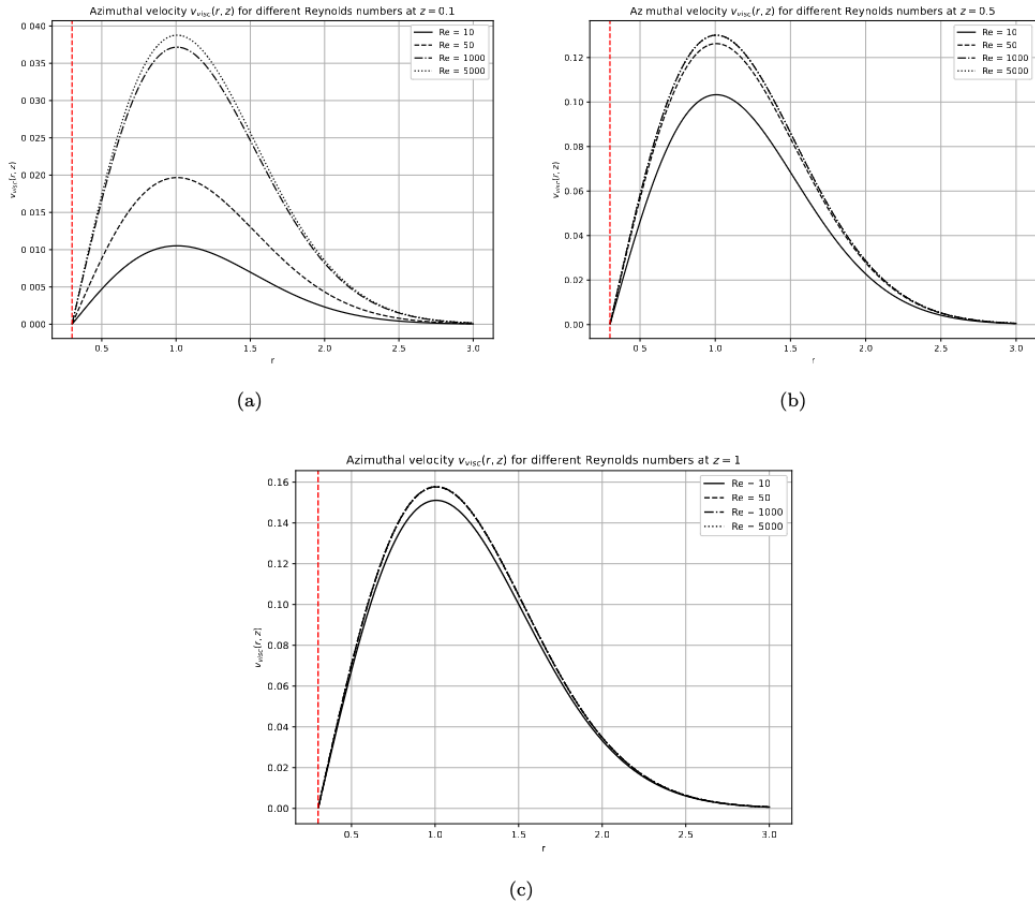 Azimuthal velocity v_visc(r, z) for different Reynolds numbers at z = 0.1
0.040
0.035
0.030
0.025
0.020
0.015
0.010
0.005
0.000
v_visc(r, z)
Re = 10
Re = 50
Re = 1000
Re = 5000
0.5 1.0 1.5 2.0 2.5 3.0
r
(a)
Az muthal velocity v_visc(r, z) for different Reynolds numbers at z = 0.5
0.12
0.10
0.08
0.06
0.04
0.02
0.00
v_visc(r, z)
Re = 10
Re = 50
Re = 1000
Re = 5000
0.5 1.0 1.5 2.0 2.5 3.0
r
(b)
Azimuthal velocity v_visc(r, z) for different Reynolds numbers at z = 1
0.16
0.14
0.12
0.10
0.08
0.06
0.04
0.02
0.00
v_visc(r, z)
Re − 10
Re = 50
Re − 1000
Re − 5000
0.5 1.0 1.5 2.0 2.5 3.0
r
(c)